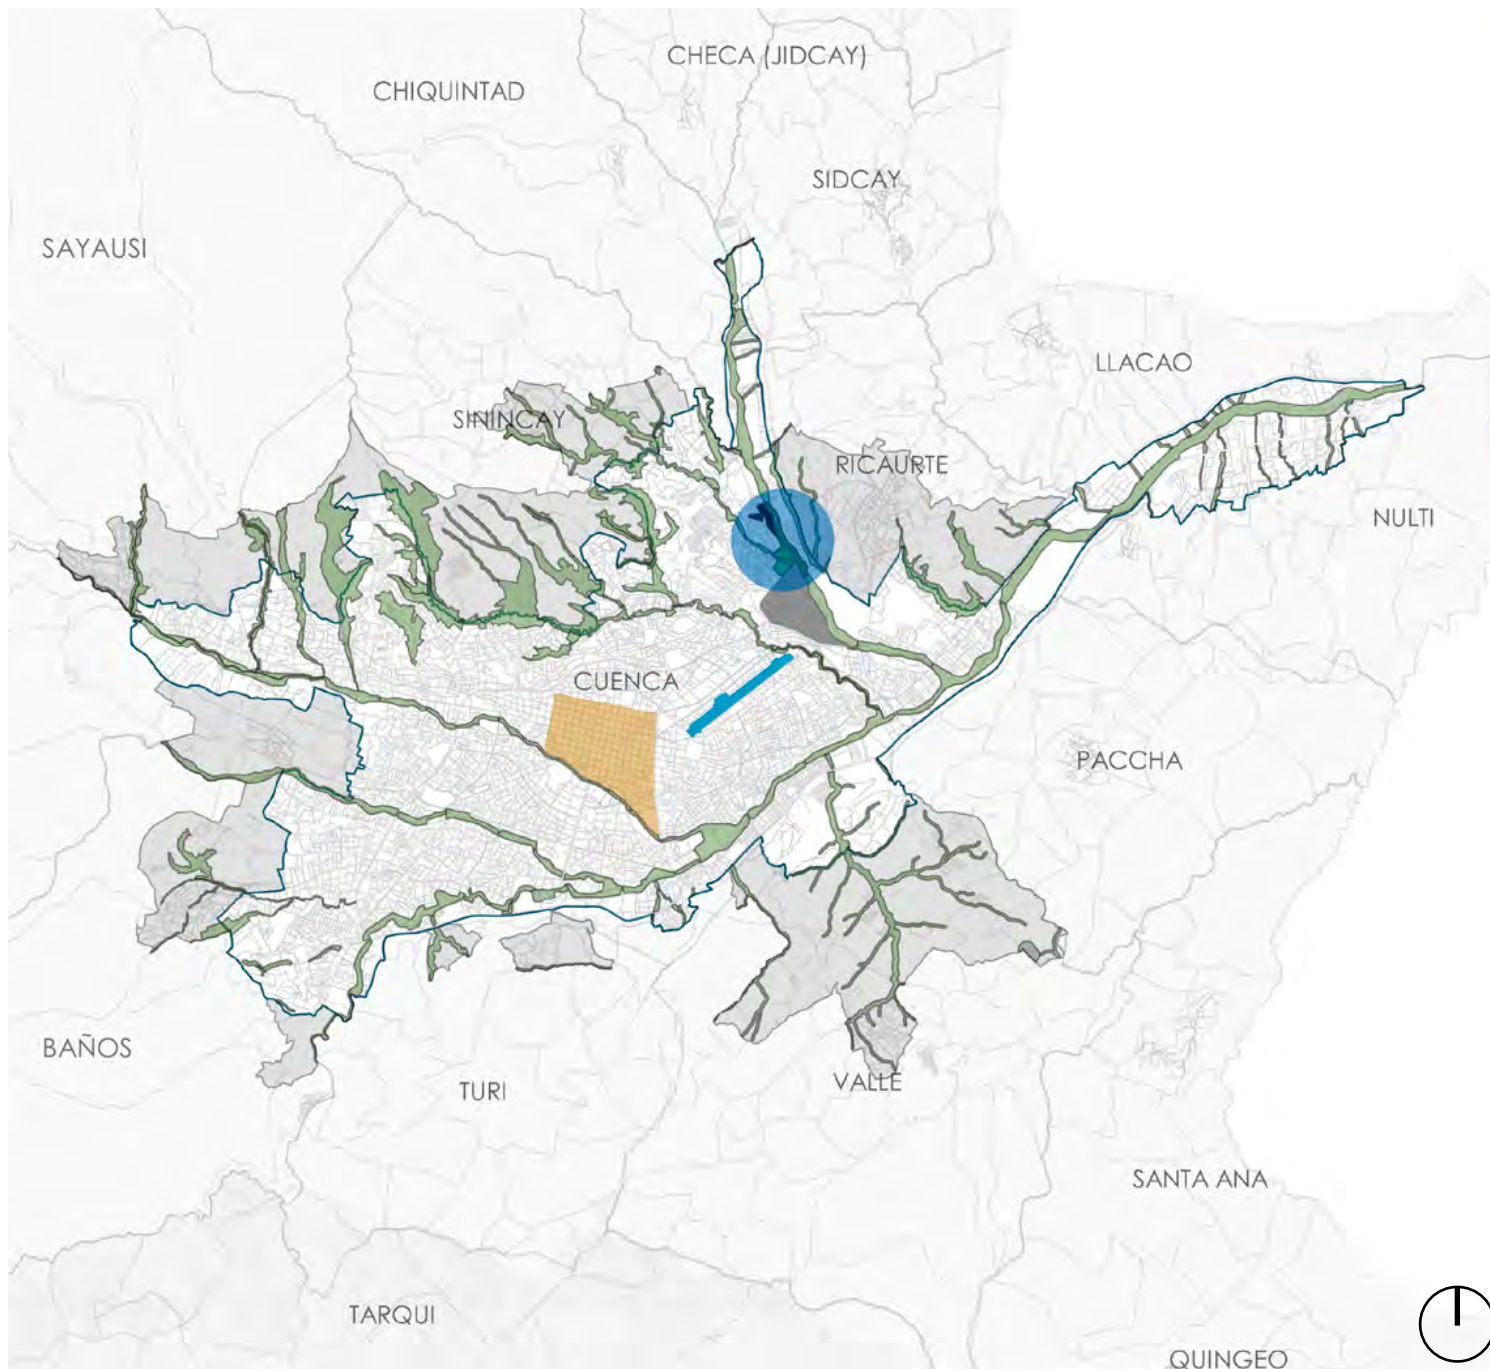 CHECA (JIDCAY)
CHIQUINTAD
SIDCAY
SAYAUSI
LLACAO
SININCAY
RICAURTE
NULTI
CUENCA
PACCHA
BAÑOS
VALLE
TURI
SANTA ANA
TARQUI
QUINGEO